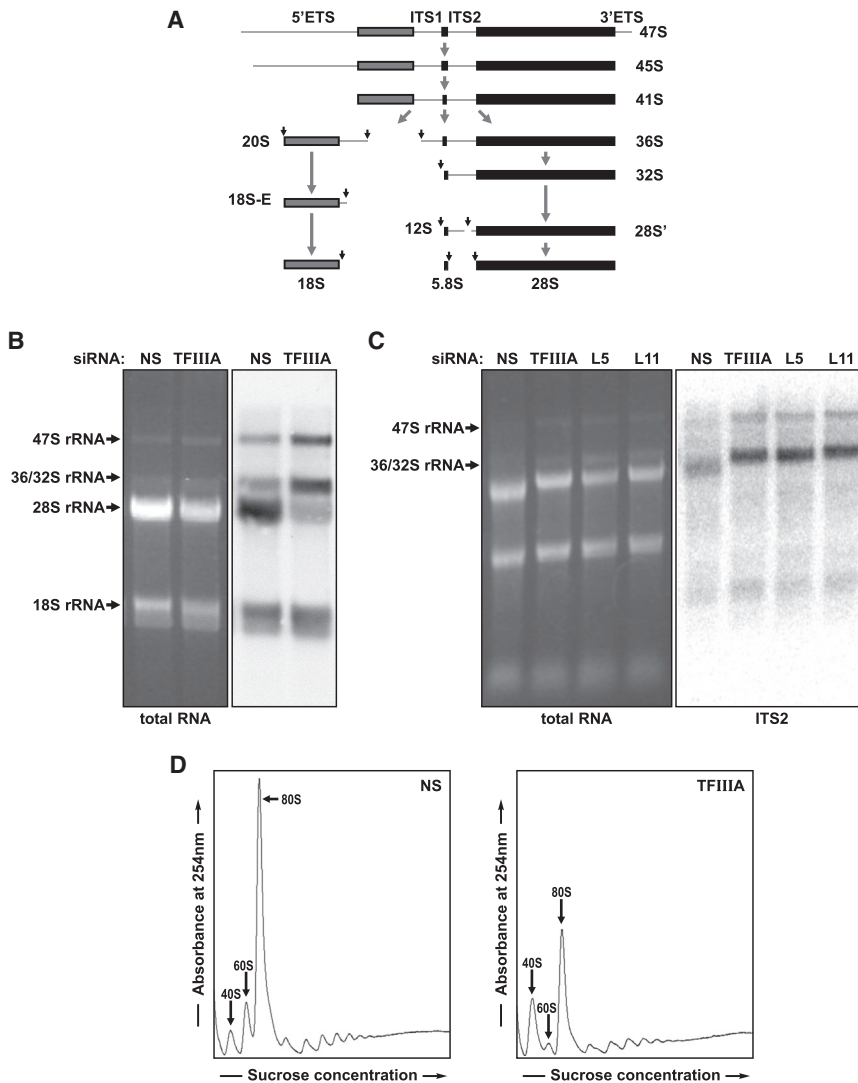 A
5'ETS ITS1 ITS2 3'ETS
47S
45S
41S
20S 36S
32S
18S-E
12S 28S'
18S 5.8S 28S
B
siRNA: NS TFIIIA NS TFIIIA
47S rRNA
36/32S rRNA
28S rRNA
18S rRNA
total RNA
C
siRNA: NS TFIIIA L5 L11 NS TFIIIA L5 L11
47S rRNA
36/32S rRNA
total RNA ITS2
D
NS
80S
60S
40S
Absorbance at 254nm
Sucrose concentration
TFIIIA
80S
40S
60S
Absorbance at 254nm
Sucrose concentration